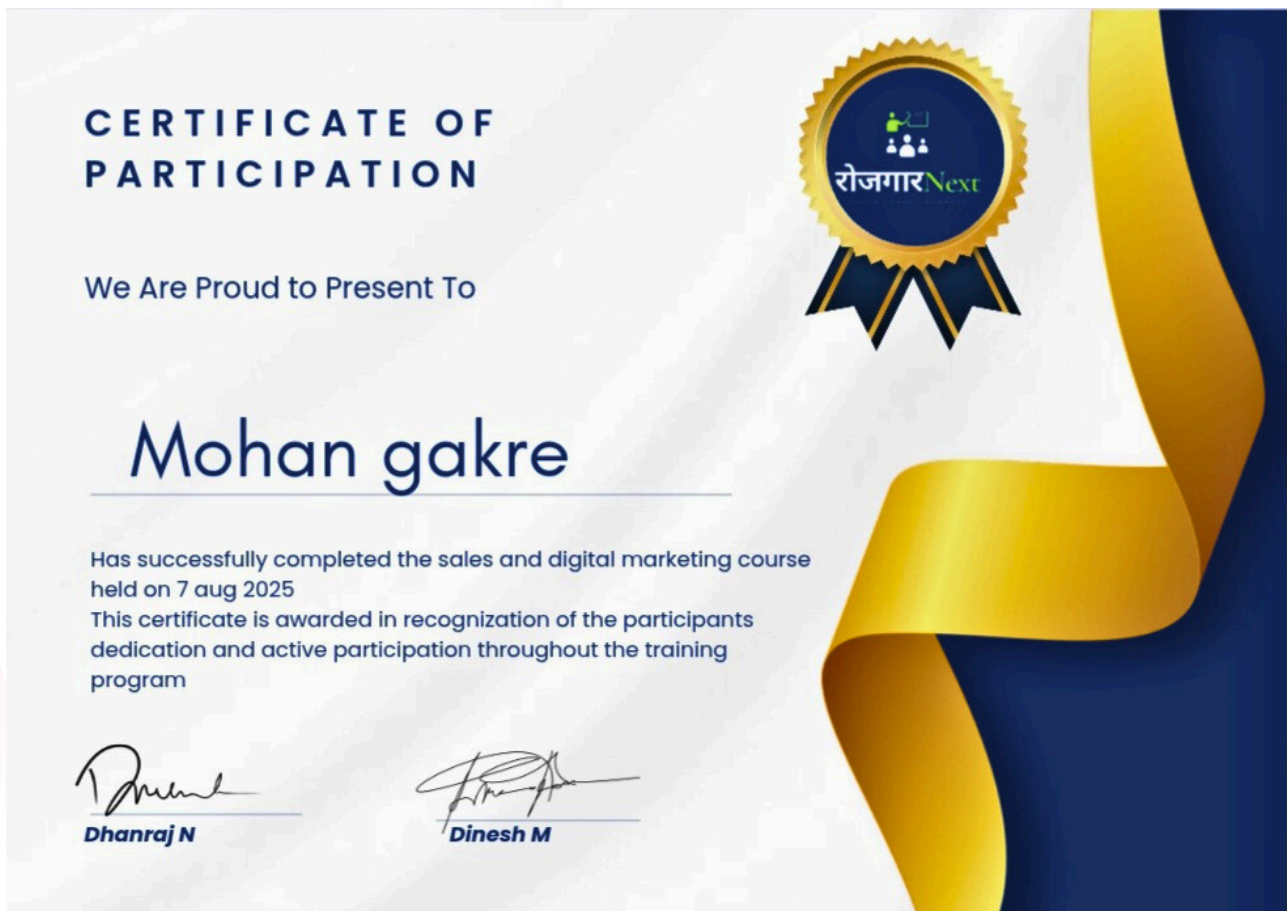 CERTIFICATE OF
PARTICIPATION
रोजगारNext
We Are Proud to Present To
Mohan gakre
Has successfully completed the sales and digital marketing course
held on 7 aug 2025
This certificate is awarded in recognization of the participants
dedication and active participation throughout the training
program
Dhanraj N
Dinesh M